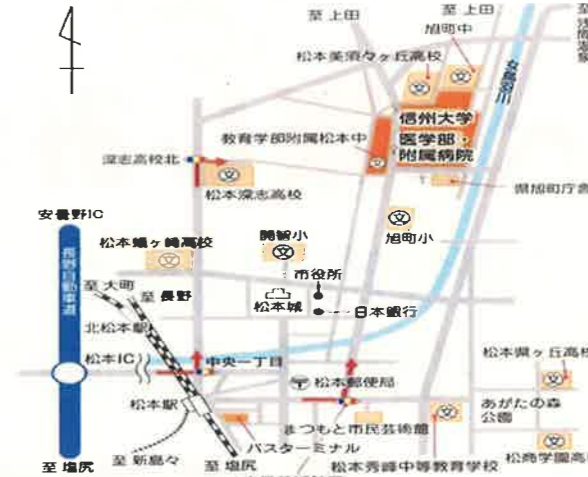 至 上田
至 上田
旭町中
松本美須々ヶ丘高校
女鳥羽川
信州大学
医学部
附属病院
教育学部附属松本中
深志高校北
松本深志高校
県旭町庁舎
安曇野IC
長野自動車道
松本蟻ヶ崎高校
開智小
旭町小
市役所
至 大町
至 長野
松本城
日本銀行
北松本駅
松本IC
中央一丁目
松本県ヶ丘高校
松本駅
松本郵便局
あがたの森
公園
まつもと市民芸術館
バスターミナル
至 塩尻
至 新島々
至 塩尻
松本秀峰中等教育学校
松商学園高